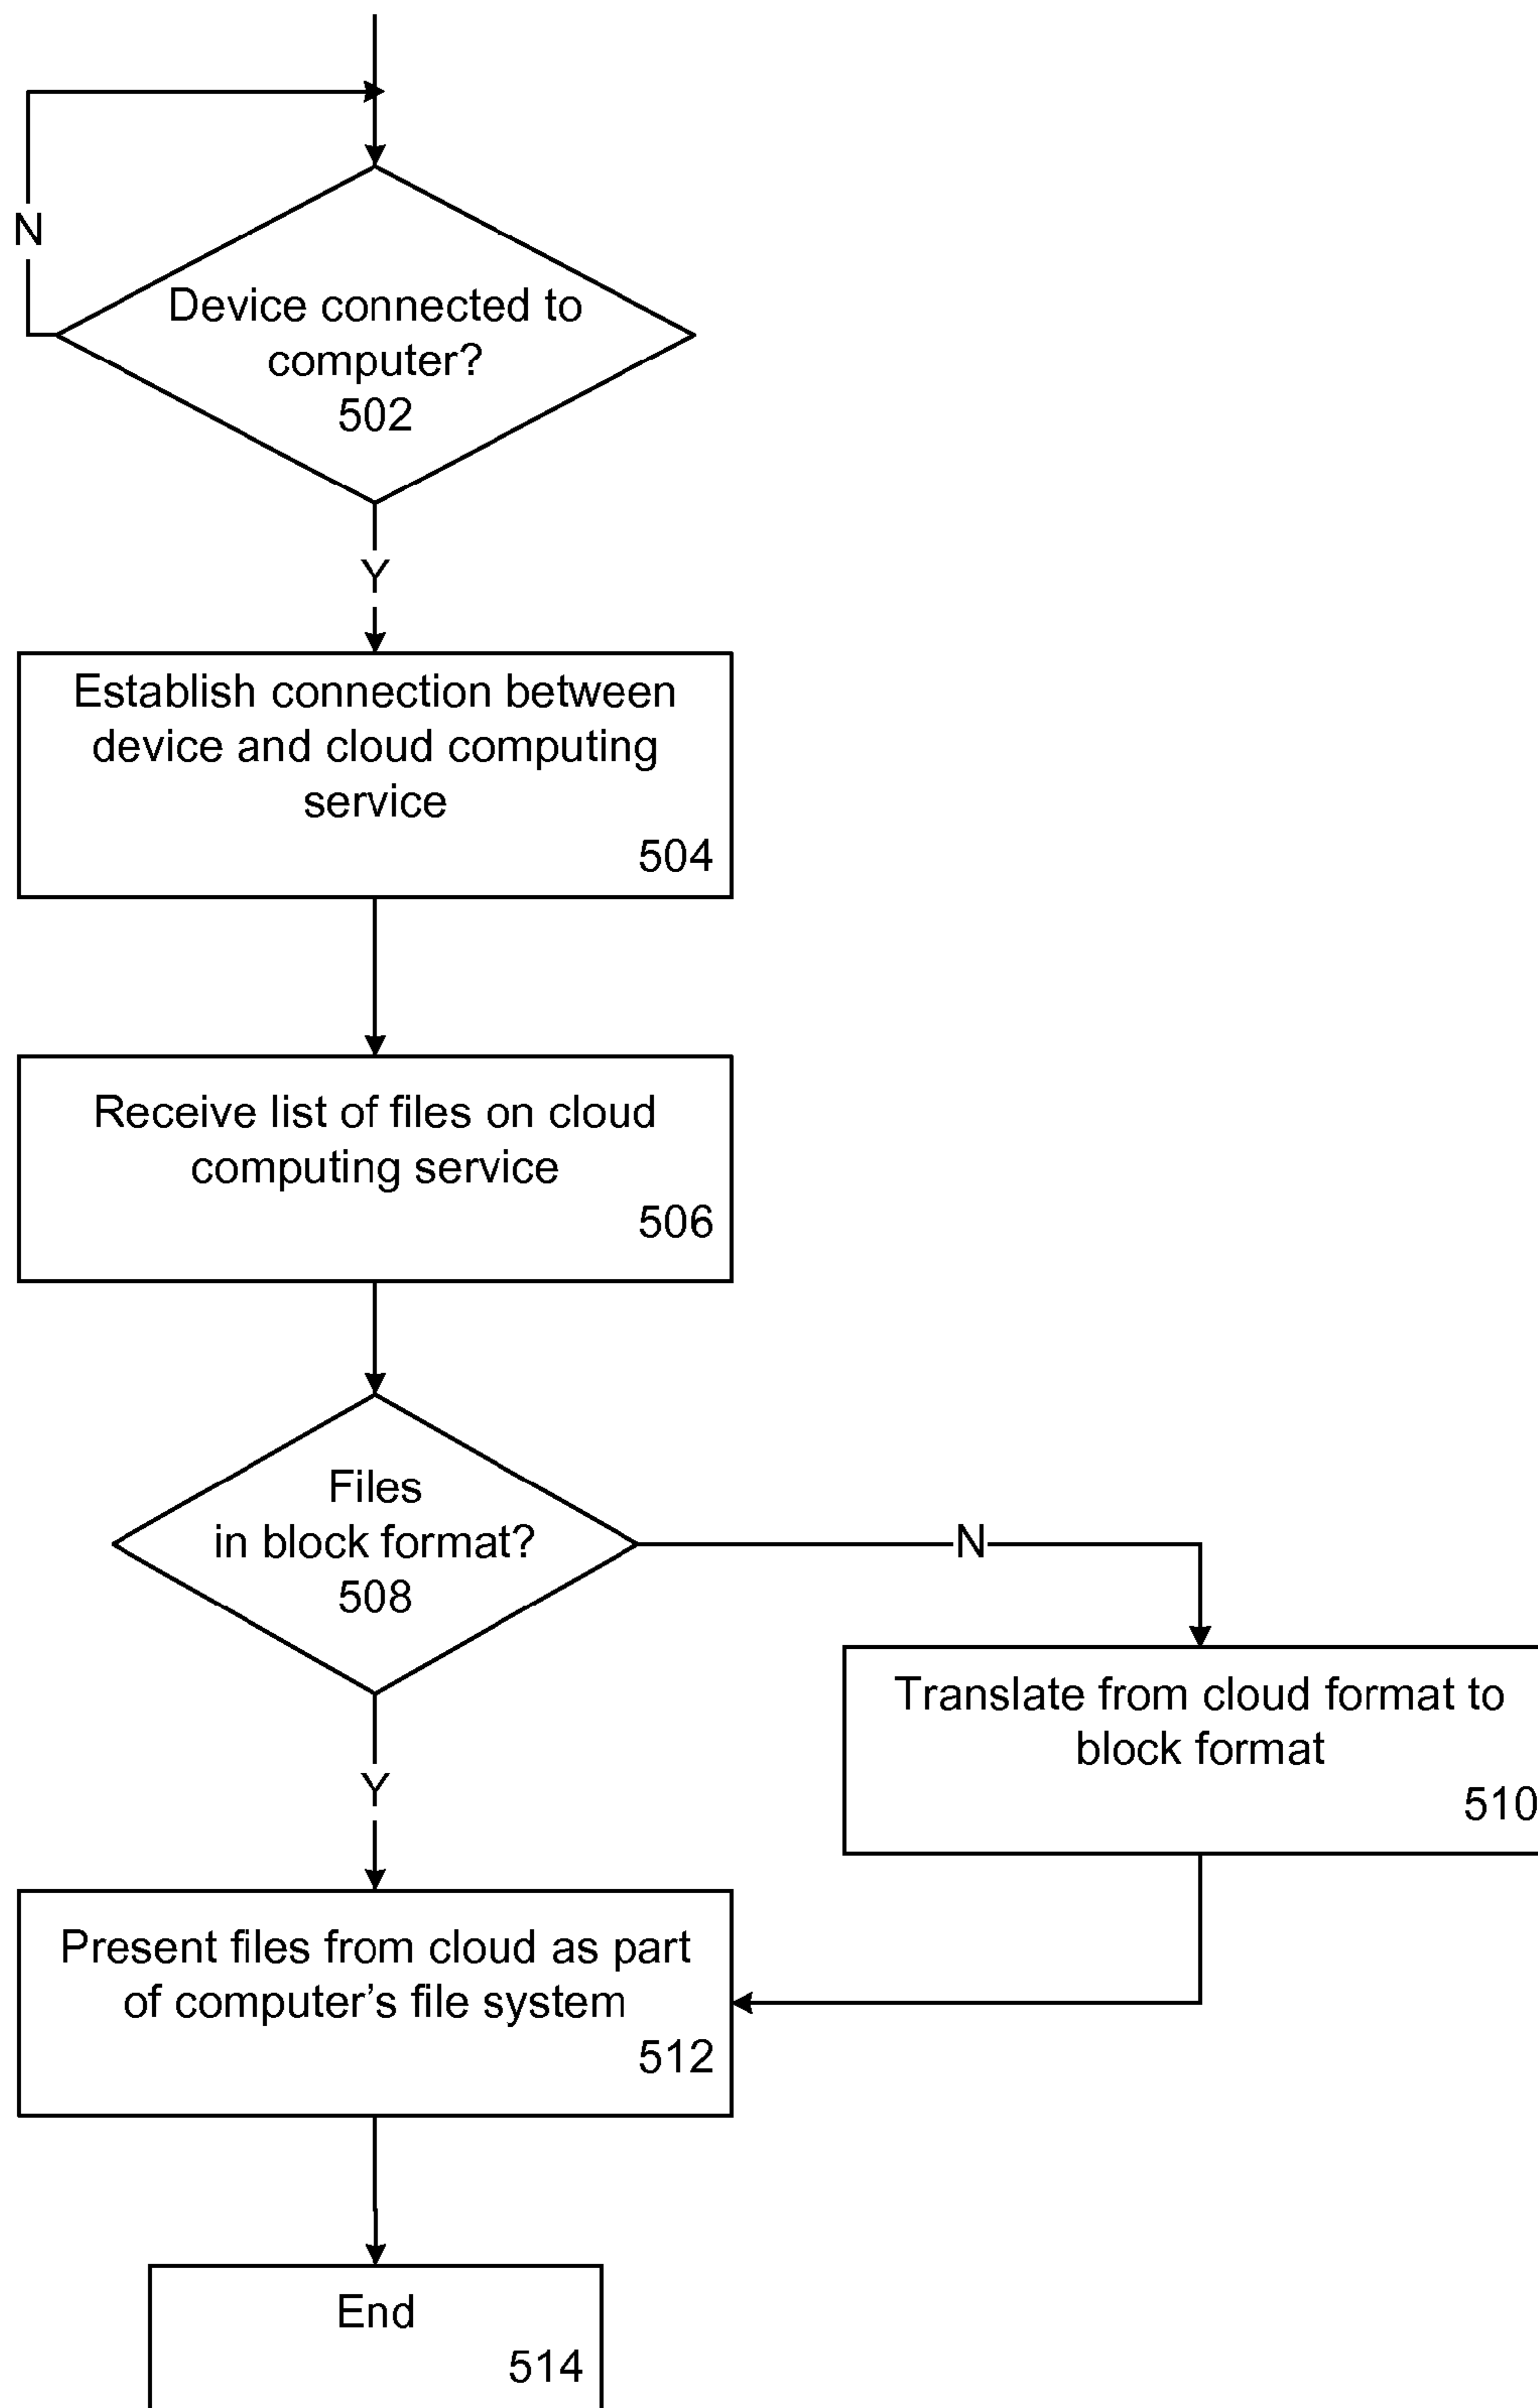 N
Device connected to
computer?
502
Y
Establish connection between
device and cloud computing
service
504
Receive list of files on cloud
computing service
506
Files
in block format?
508
N
Translate from cloud format to
block format
510
Y
Present files from cloud as part
of computer's file system
512
End
514